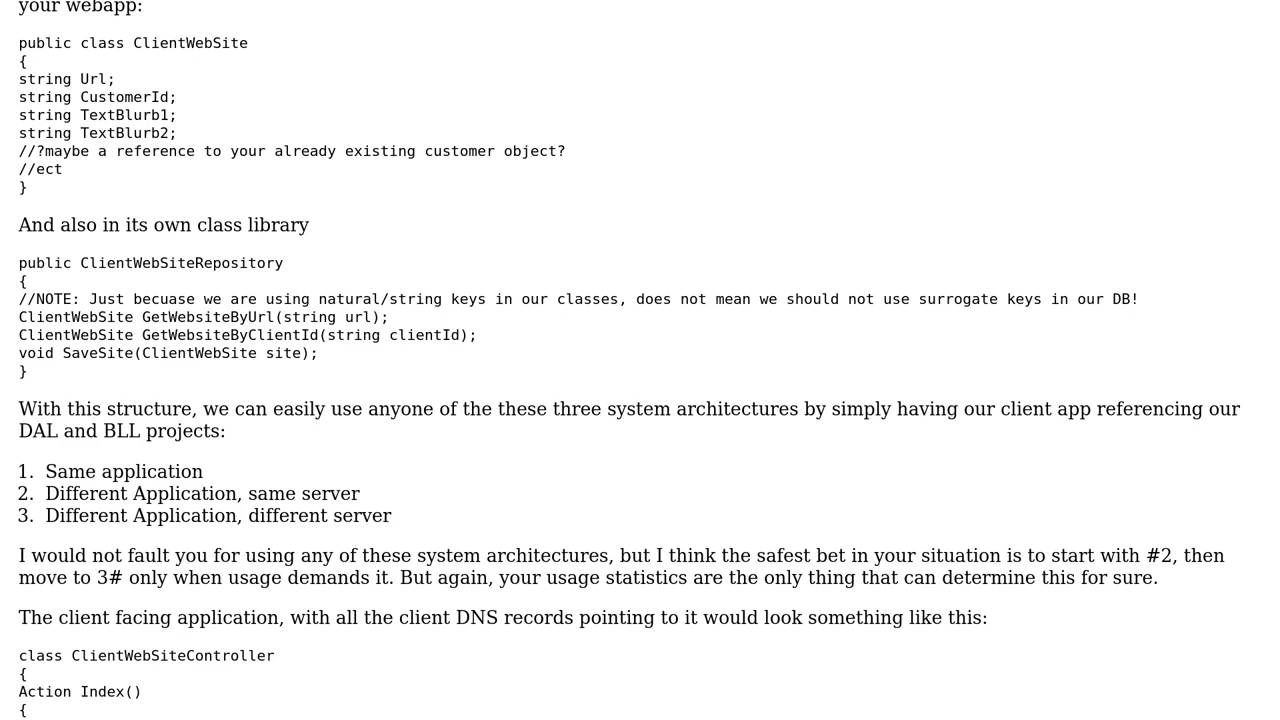 your webapp:
public class ClientWebSite
{
string Url;
string CustomerId;
string TextBlurb1;
string TextBlurb2;
//?maybe a reference to your already existing customer object?
//ect
}
And also in its own class library
public ClientWebSiteRepository
{
//NOTE: Just becuase we are using natural/string keys in our classes, does not mean we should not use surrogate keys in our DB!
ClientWebSite GetWebsiteByUrl(string url);
ClientWebSite GetWebsiteByClientId(string clientId);
void SaveSite(ClientWebSite site);
}
With this structure, we can easily use anyone of the these three system architectures by simply having our client app referencing our
DAL and BLL projects:
1. Same application
2. Different Application, same server
3. Different Application, different server
I would not fault you for using any of these system architectures, but I think the safest bet in your situation is to start with #2, then
move to 3# only when usage demands it. But again, your usage statistics are the only thing that can determine this for sure.
The client facing application, with all the client DNS records pointing to it would look something like this:
class ClientWebSiteController
{
Action Index()
{